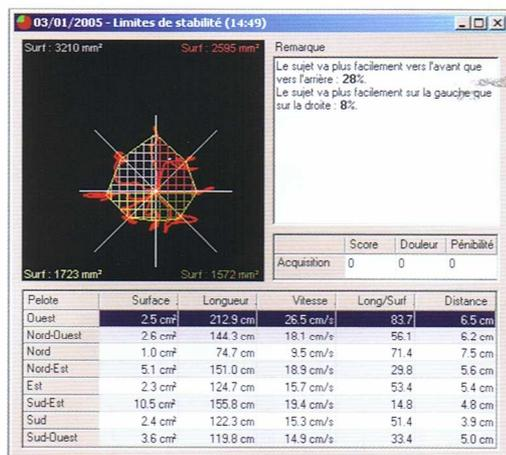 03/01/2005 - Limites de stabilité (14:49)
Surf : 3210 mm²
Surf : 2595 mm²
Surf : 1723 mm²
Surf : 1572 mm²
Remarque
Le sujet va plus facilement vers l'avant que
vers l'arrière : 28%.
Le sujet va plus facilement sur la gauche que
sur la droite : 8%.
Score Douleur Pénibilité
Acquisition 0 0 0
Pelote Surface Longueur Vitesse Long/Surf Distance
Ouest 2.5 cm² 212.9 cm 26.5 cm/s 83.7 6.5 cm
Nord-Ouest 2.6 cm² 144.3 cm 18.1 cm/s 56.1 6.2 cm
Nord 1.0 cm² 74.7 cm 9.5 cm/s 71.4 7.5 cm
Nord-Est 5.1 cm² 151.0 cm 18.9 cm/s 29.8 5.6 cm
Est 2.3 cm² 124.7 cm 15.7 cm/s 53.4 5.4 cm
Sud-Est 10.5 cm² 155.8 cm 19.4 cm/s 14.8 4.8 cm
Sud 2.4 cm² 122.3 cm 15.3 cm/s 51.4 3.9 cm
Sud-Ouest 3.6 cm² 119.8 cm 14.9 cm/s 33.4 5.0 cm